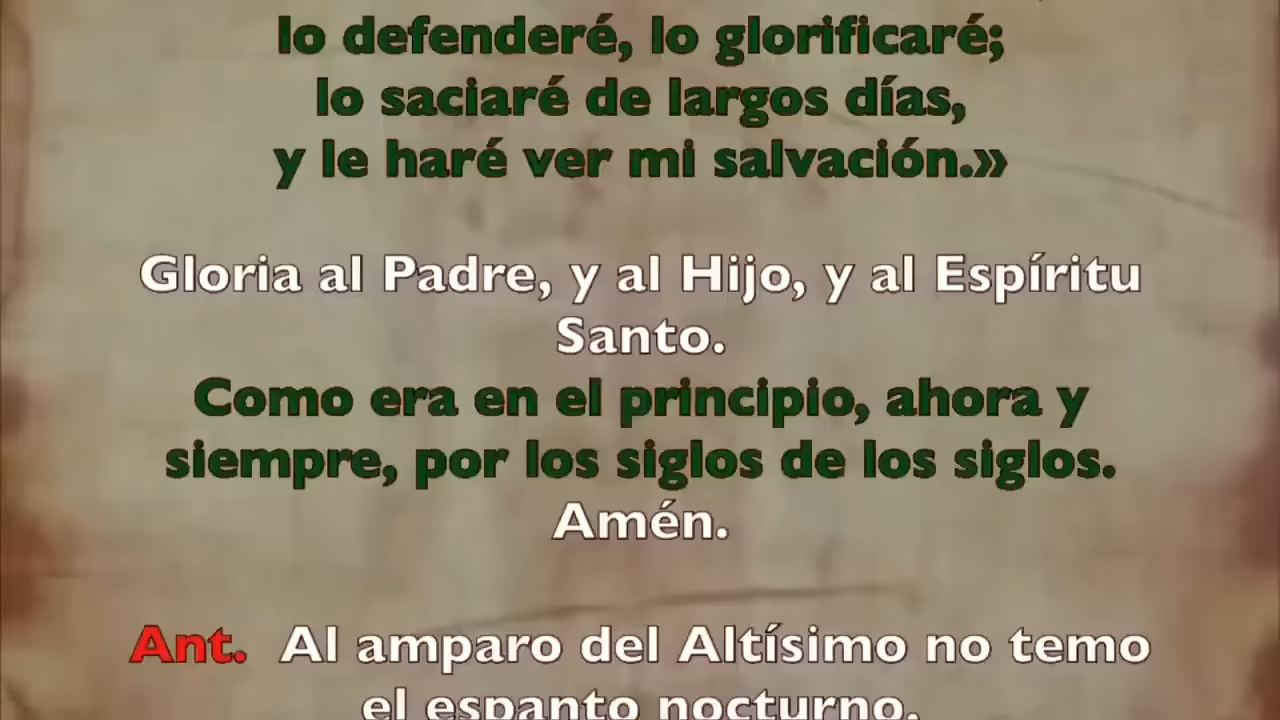 lo defenderé, lo glorificaré;
lo saciaré de largos días,
y le haré ver mi salvación.»
Gloria al Padre, y al Hijo, y al Espíritu
Santo.
Como era en el principio, ahora y
siempre, por los siglos de los siglos.
Amén.
Ant. Al amparo del Altísimo no temo
el espanto nocturno.